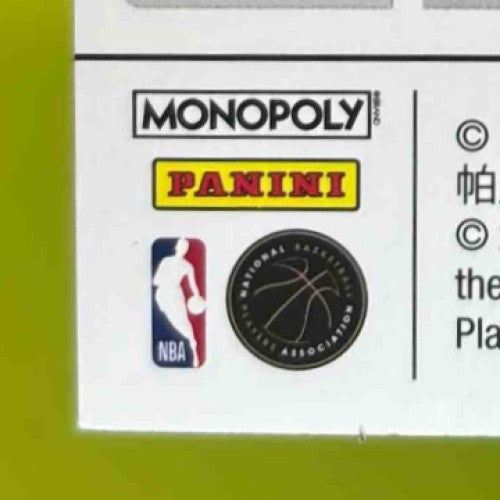 MONOPOLY
PANINI
NBA
NATIONAL BASKETBALL PLAYERS ASSOCIATION
©
帕
©
the
Pla